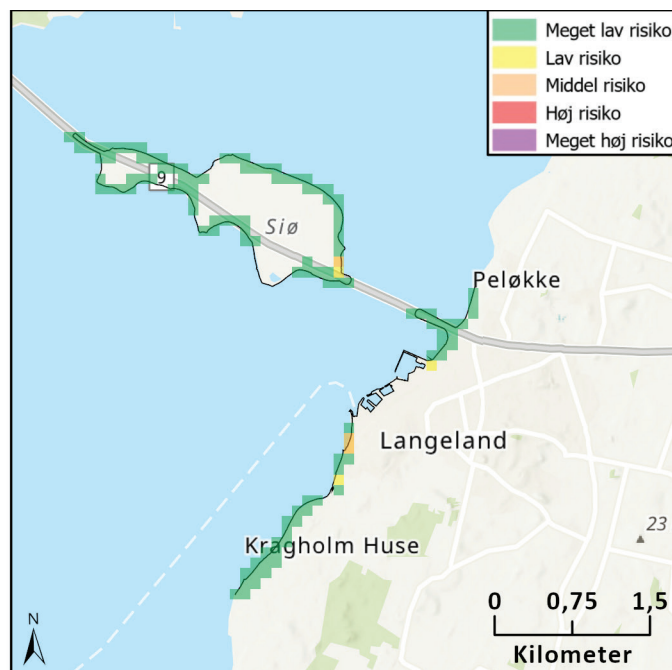 Meget lav risiko
Lav risiko
Middel risiko
Høj risiko
Meget høj risiko
9
Siø
Peløkke
Langeland
23
Kragholm Huse
N
0 0,75 1,5
Kilometer